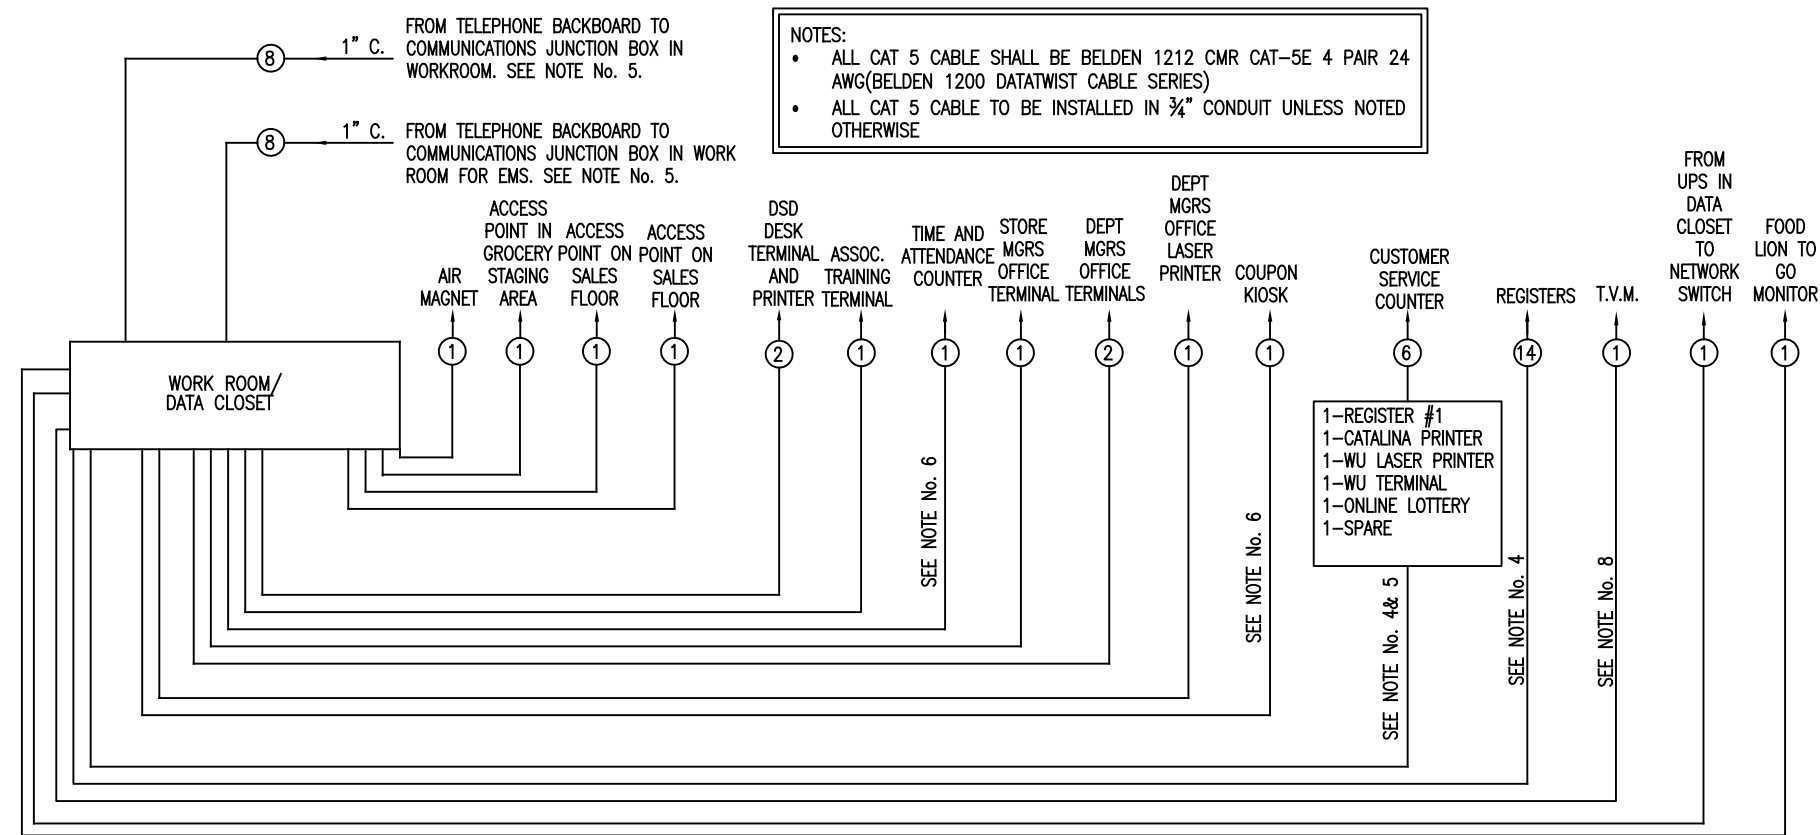 FROM TELEPHONE BACKBOARD TO
COMMUNICATIONS JUNCTION BOX IN
WORKROOM. SEE NOTE No. 5.
1" C.
8
FROM TELEPHONE BACKBOARD TO
COMMUNICATIONS JUNCTION BOX IN WORK
ROOM FOR EMS. SEE NOTE No. 5.
1" C.
8
NOTES:
• ALL CAT 5 CABLE SHALL BE BELDEN 1212 CMR CAT-5E 4 PAIR 24
AWG(BELDEN 1200 DATATWIST CABLE SERIES)
• ALL CAT 5 CABLE TO BE INSTALLED IN ¾" CONDUIT UNLESS NOTED
OTHERWISE
WORK ROOM/
DATA CLOSET
AIR
MAGNET
1
ACCESS
POINT IN
GROCERY
STAGING
AREA
1
ACCESS
POINT ON
SALES
FLOOR
1
ACCESS
POINT ON
SALES
FLOOR
1
DSD
DESK
TERMINAL
AND
PRINTER
2
ASSOC.
TRAINING
TERMINAL
1
TIME AND
ATTENDANCE
COUNTER
1
SEE NOTE No. 6
STORE
MGRS
OFFICE
TERMINAL
1
DEPT
MGRS
OFFICE
TERMINALS
2
DEPT
MGRS
OFFICE
LASER
PRINTER
1
COUPON
KIOSK
1
SEE NOTE No. 6
CUSTOMER
SERVICE
COUNTER
6
1-REGISTER #1
1-CATALINA PRINTER
1-WU LASER PRINTER
1-WU TERMINAL
1-ONLINE LOTTERY
1-SPARE
SEE NOTE No. 4& 5
REGISTERS
14
SEE NOTE No. 4
T.V.M.
1
SEE NOTE No. 8
FROM
UPS IN
DATA
CLOSET
TO
NETWORK
SWITCH
1
FOOD
LION TO
GO
MONITOR
1